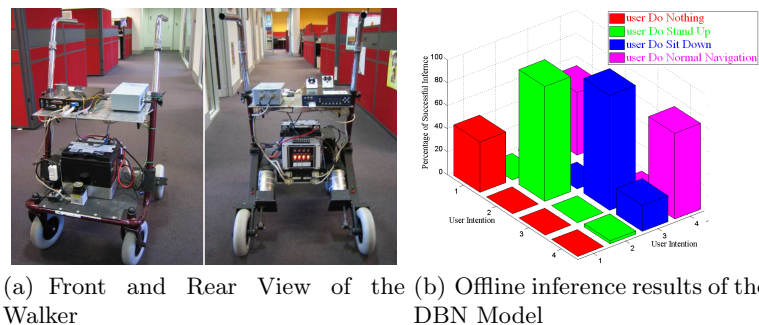 user Do Nothing
user Do Stand Up
user Do Sit Down
user Do Normal Navigation
Percentage of Successful Infernce
100
80
60
40
20
0
1
2
3
4
User Intention
1
2
3
4
User Intention
(a) Front and Rear View of the Walker
(b) Offline inference results of the DBN Model